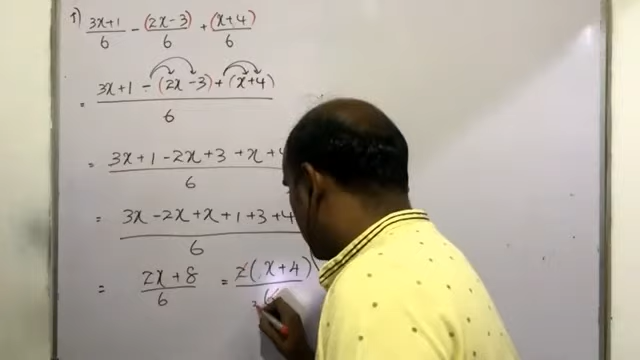 1) (3x+1)/6 - (2x-3)/6 + (x+4)/6
= (3x+1 - (2x-3) + (x+4))/6
= (3x+1-2x+3+x+4)/6
= (3x-2x+x+1+3+4)/6
= (2x+8)/6 = 2(x+4)/6